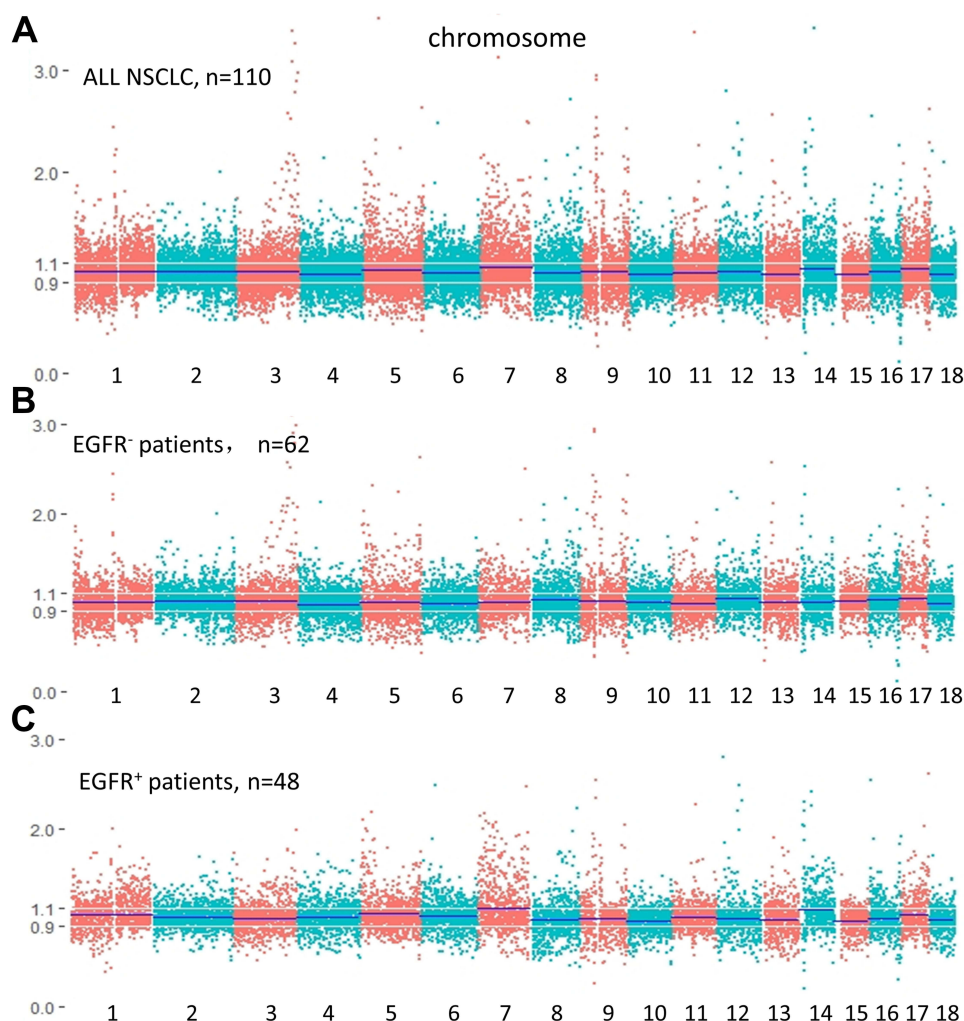 A
chromosome
3.0
ALL NSCLC, n=110
2.0
1.1
0.9
0.0
1 2 3 4 5 6 7 8 9 10 11 12 13 14 15 16 17 18
B
3.0
EGFR- patients， n=62
2.0
1.1
0.9
0.0
1 2 3 4 5 6 7 8 9 10 11 12 13 14 15 16 17 18
C
3.0
EGFR+ patients, n=48
2.0
1.1
0.9
0.0
1 2 3 4 5 6 7 8 9 10 11 12 13 14 15 16 17 18